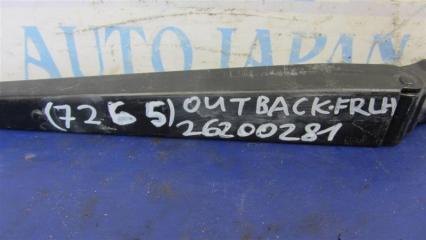 AUTO JAPAN
(7265) OUTBACK-FRLH
26200281